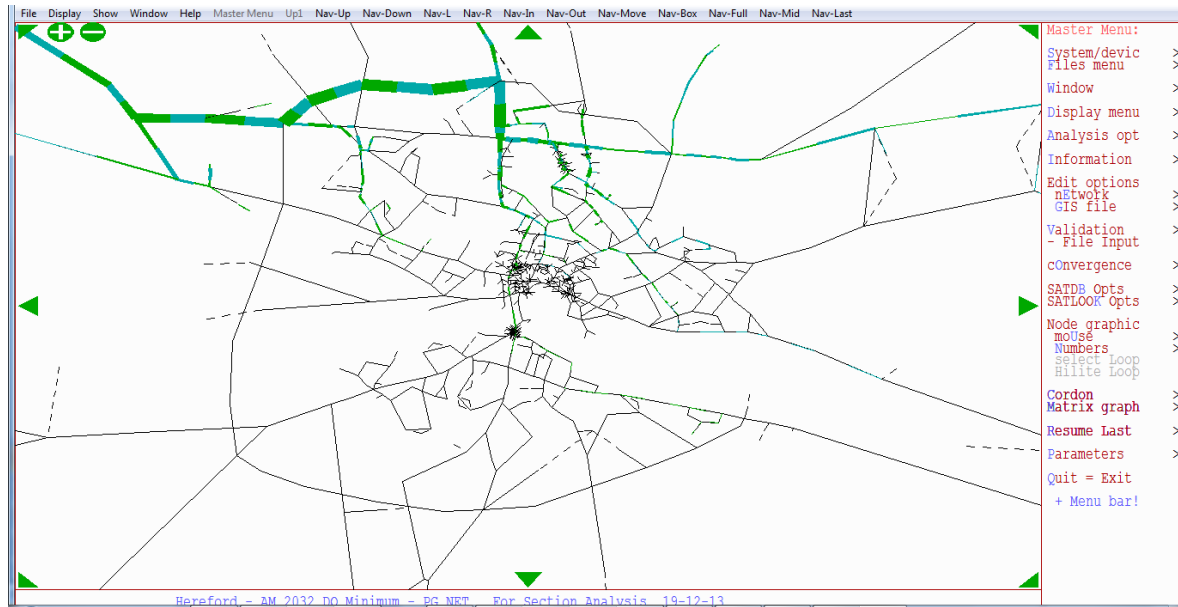 File Display Show Window Help Master Menu Up1 Nav-Up Nav-Down Nav-L Nav-R Nav-In Nav-Out Nav-Move Nav-Box Nav-Full Nav-Mid Nav-Last
Master Menu:
System/devic >
Files menu >
Window >
Display menu >
Analysis opt >
Information >
Edit options
nEtwork >
GIS file >
Validation >
- File Input
cOnvergence >
SATDB Opts >
SATLOOK Opts >
Node graphic
moUse >
Numbers >
select Loop
Hilite Loop
Cordon >
Matrix graph >
Resume Last >
Parameters >
Quit = Exit
+ Menu bar!
Hereford - AM 2032 DO Minimum - PG NET For Section Analysis 19-12-13